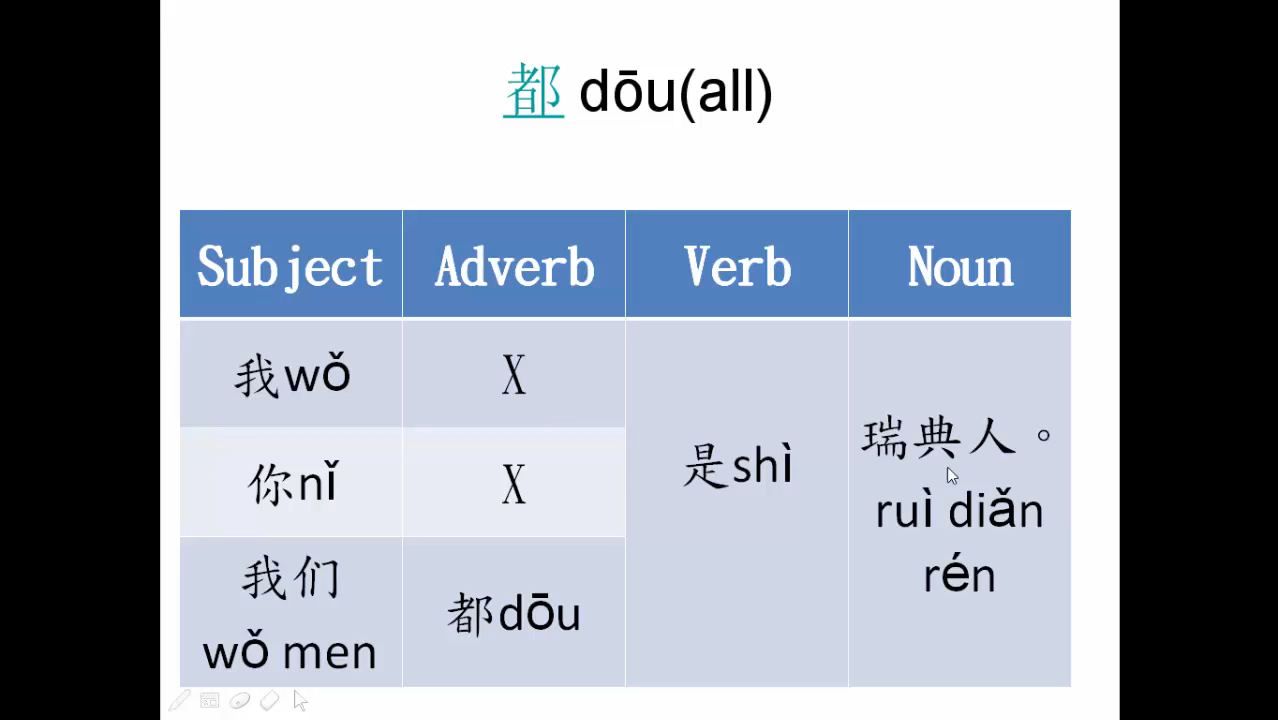 都 dōu(all)
Subject Adverb Verb Noun
我wǒ X
你nǐ X
我们
wǒ men
都dōu
是shì
瑞典人。
ruì diǎn
rén